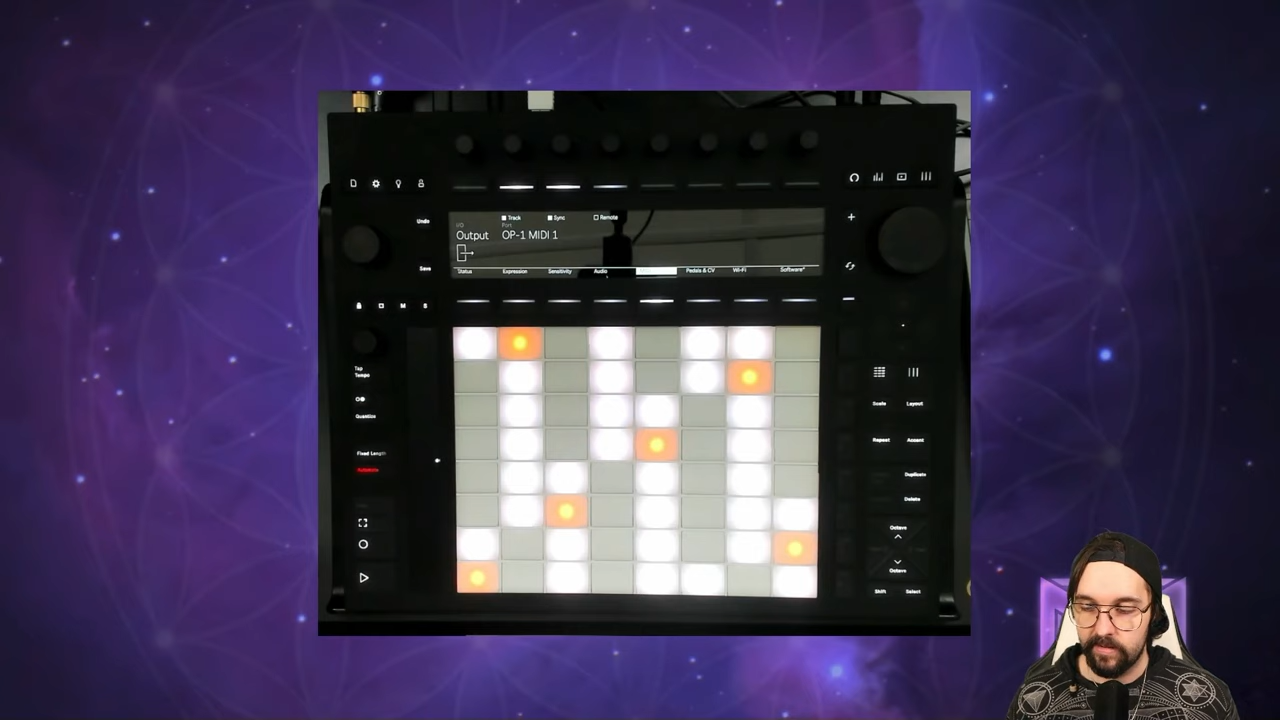 Undo
Track Sync Remote
I/O Port
Output OP-1 MIDI 1
Save
Status Expression Sensitivity Audio Pedals & CV Wi-Fi Software*
M S
Tap
Tempo
Quantize
Scale Layout
Repeat Accent
Fixed Length
Automate
Duplicate
Delete
Octave
Octave
Shift Select